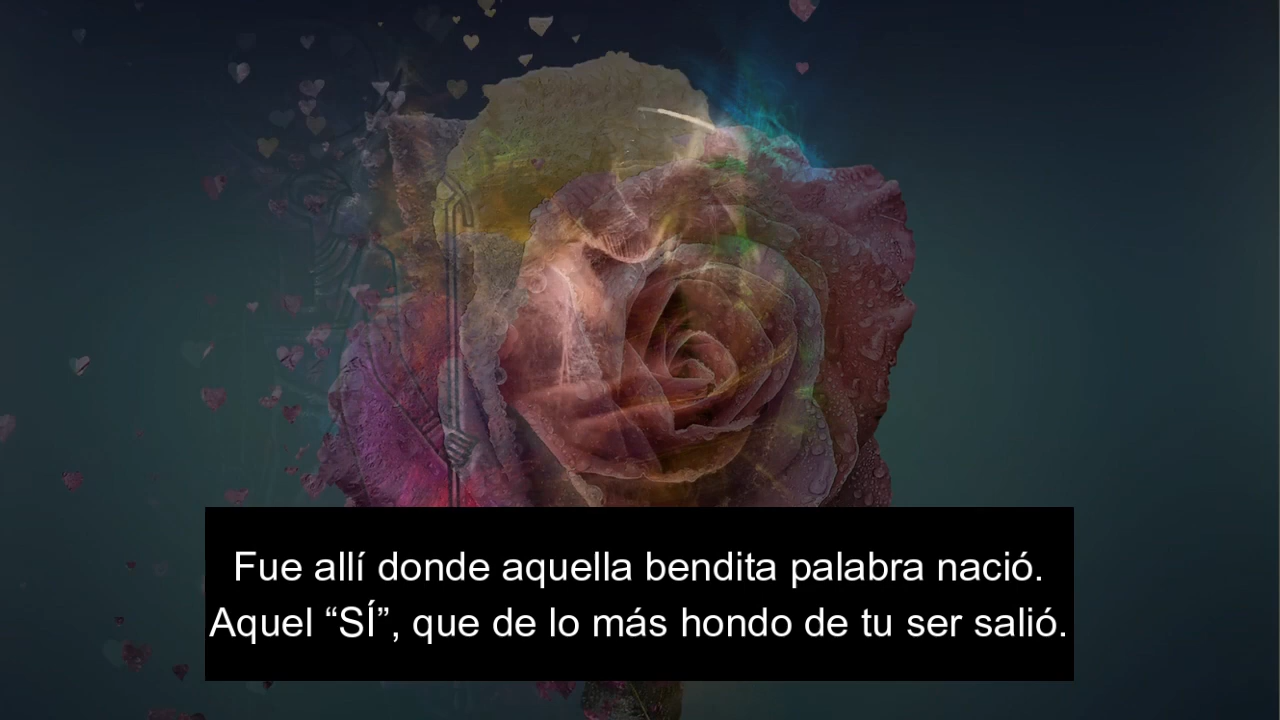 Fue allí donde aquella bendita palabra nació.
Aquel “SÍ”, que de lo más hondo de tu ser salió.